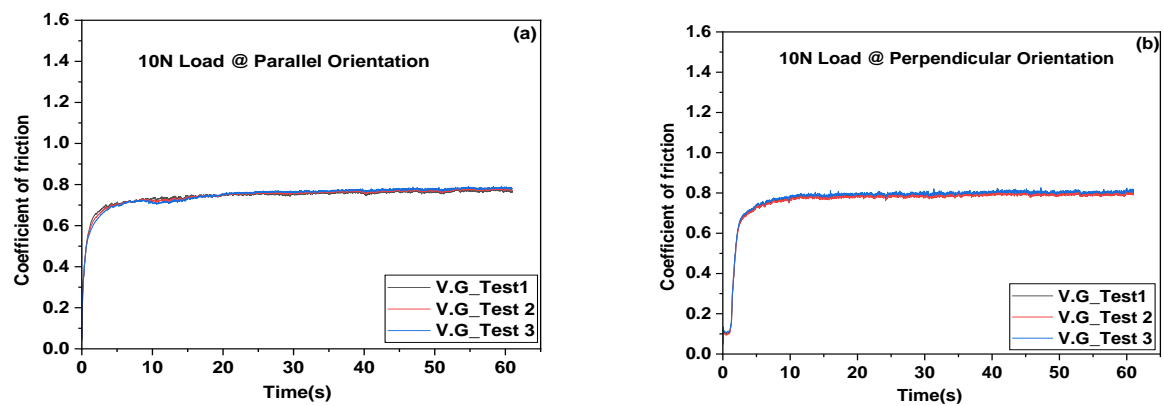 (a)
10N Load @ Parallel Orientation
Coefficient of friction
1.6
1.4
1.2
1.0
0.8
0.6
0.4
0.2
0.0
V.G_Test1
V.G_Test 2
V.G_Test 3
0 10 20 30 40 50 60
Time(s)
(b)
10N Load @ Perpendicular Orientation
Coefficient of friction
1.6
1.4
1.2
1.0
0.8
0.6
0.4
0.2
0.0
V.G_Test1
V.G_Test 2
V.G_Test 3
0 10 20 30 40 50 60
Time(s)